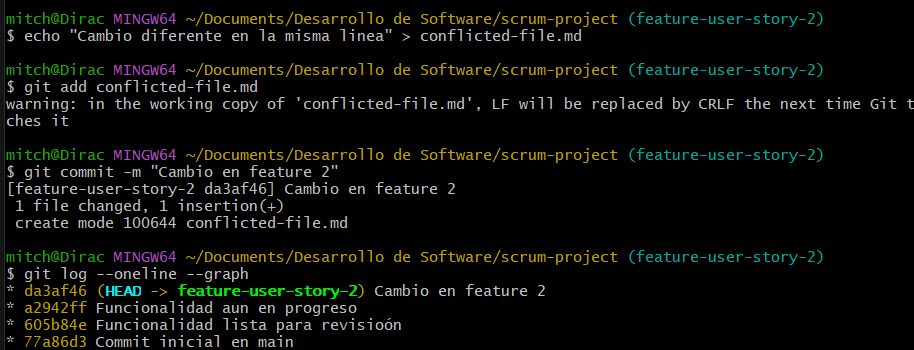 mitch@Dirac MINGW64 ~/Documents/Desarrollo de Software/scrum-project (feature-user-story-2)
$ echo "Cambio diferente en la misma linea" > conflicted-file.md
mitch@Dirac MINGW64 ~/Documents/Desarrollo de Software/scrum-project (feature-user-story-2)
$ git add conflicted-file.md
warning: in the working copy of 'conflicted-file.md', LF will be replaced by CRLF the next time Git t
ches it
mitch@Dirac MINGW64 ~/Documents/Desarrollo de Software/scrum-project (feature-user-story-2)
$ git commit -m "Cambio en feature 2"
[feature-user-story-2 da3af46] Cambio en feature 2
 1 file changed, 1 insertion(+)
 create mode 100644 conflicted-file.md
mitch@Dirac MINGW64 ~/Documents/Desarrollo de Software/scrum-project (feature-user-story-2)
$ git log --oneline --graph
* da3af46 (HEAD -> feature-user-story-2) Cambio en feature 2
* a2942ff Funcionalidad aun en progreso
* 605b84e Funcionalidad lista para revisioón
* 77a86d3 Commit inicial en main